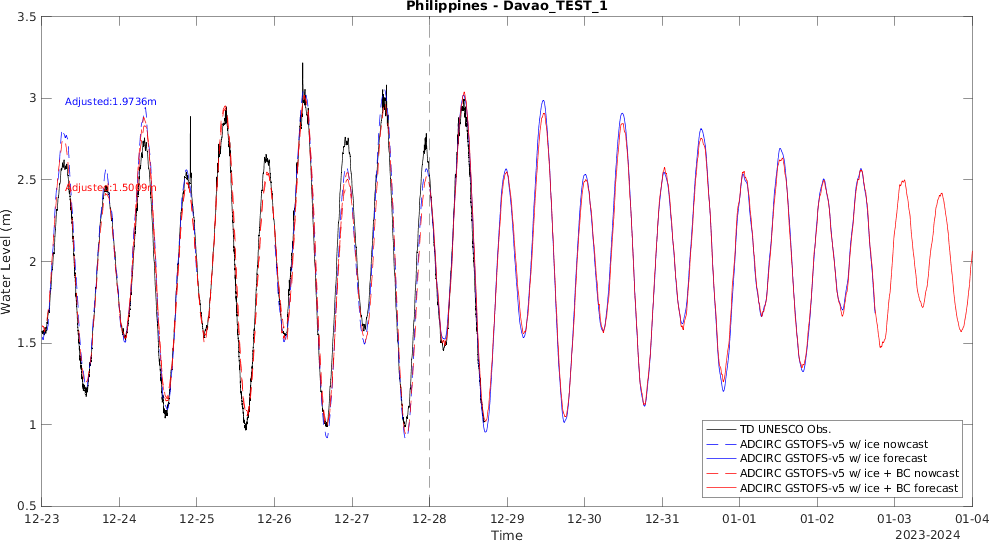 Philippines - Davao_TEST_1
3.5
3
2.5
2
1.5
1
0.5
Water Level (m)
Adjusted:1.9736m
Adjusted:1.5009m
TD UNESCO Obs.
ADCIRC GSTOFS-v5 w/ ice nowcast
ADCIRC GSTOFS-v5 w/ ice forecast
ADCIRC GSTOFS-v5 w/ ice + BC nowcast
ADCIRC GSTOFS-v5 w/ ice + BC forecast
12-23 12-24 12-25 12-26 12-27 12-28 12-29 12-30 12-31 01-01 01-02 01-03 01-04
Time
2023-2024